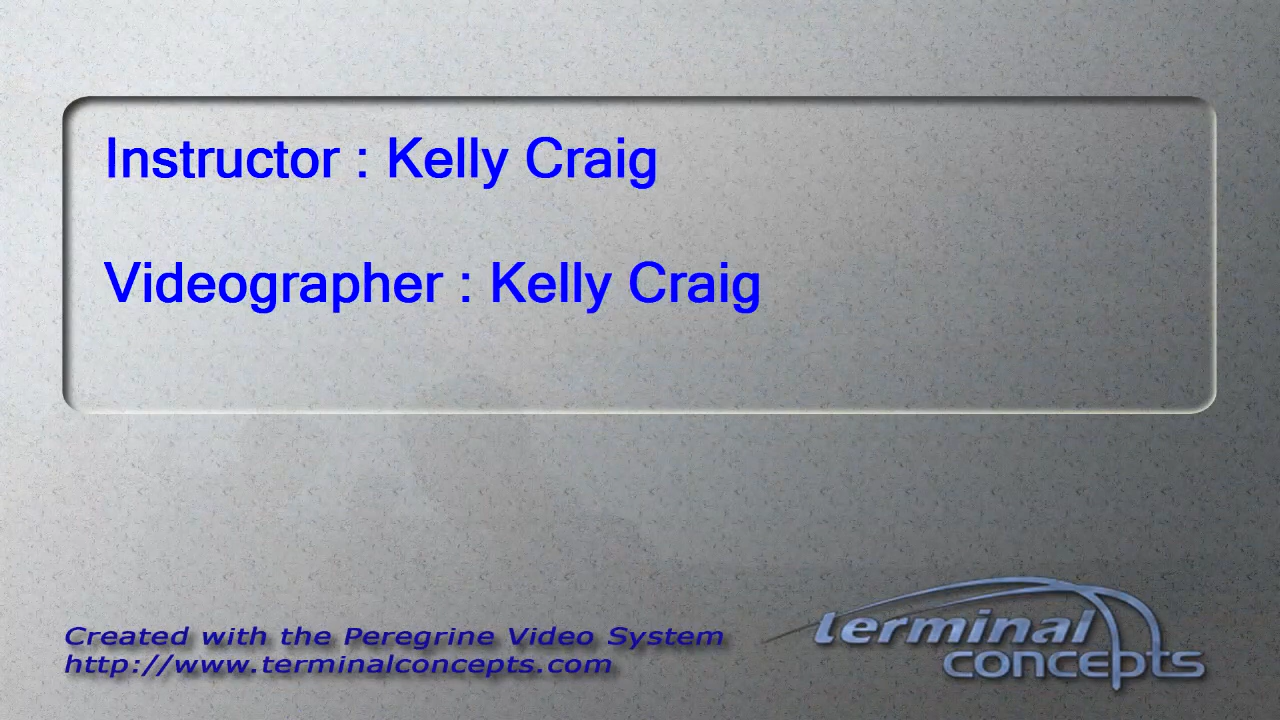 Instructor : Kelly Craig
Videographer : Kelly Craig
Created with the Peregrine Video System
http://www.terminalconcepts.com
terminal
concepts